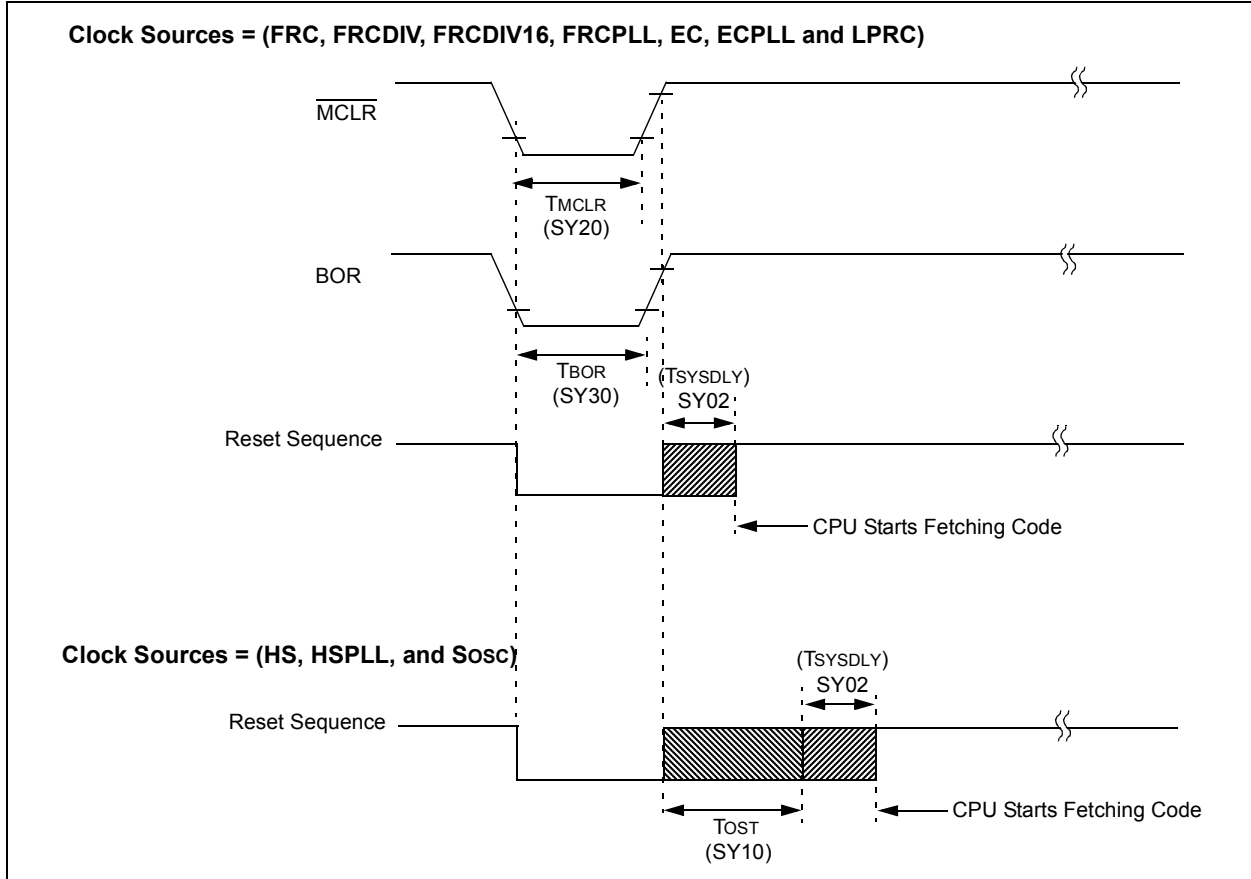 Clock Sources = (FRC, FRCDIV, FRCDIV16, FRCPLL, EC, ECPLL and LPRC)
MCLR
TMCLR
(SY20)
BOR
TBOR
(SY30)
(TSYSDLY)
SY02
Reset Sequence
CPU Starts Fetching Code
Clock Sources = (HS, HSPLL, and SOSC)
(TSYSDLY)
SY02
Reset Sequence
CPU Starts Fetching Code
TOST
(SY10)